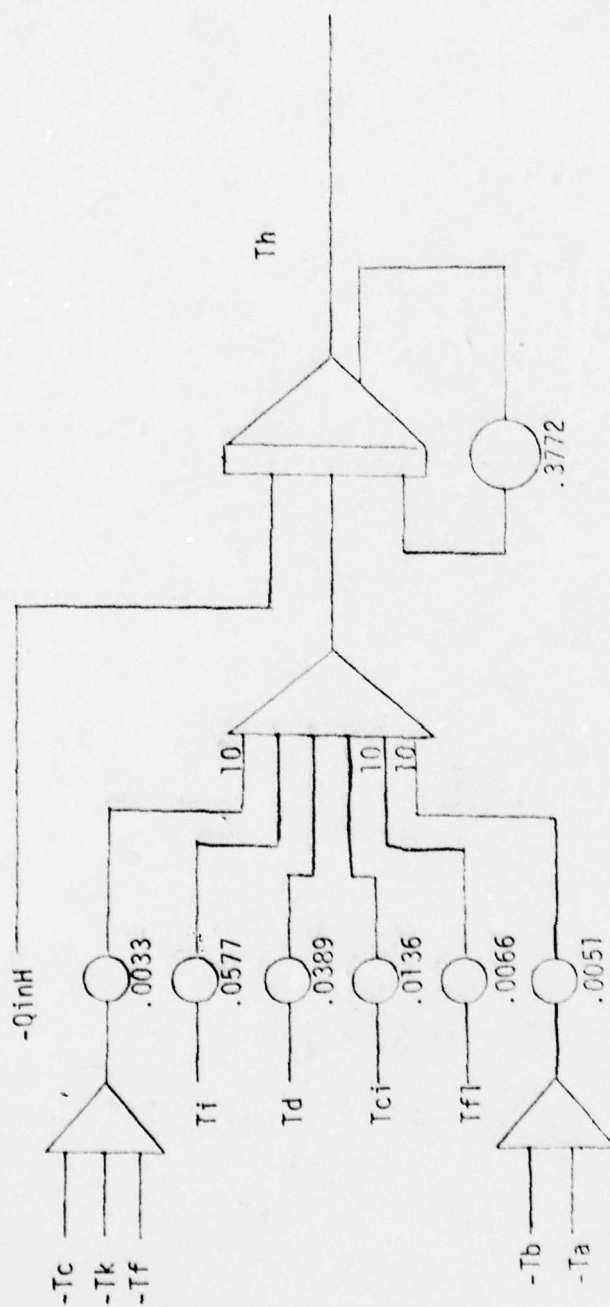 -QinH
-Tc
-Tk
-Tf
.0033
10
Ti
.0577
Td
.0389
Tci
.0136
Tfl
.0066
10
10
-Tb
-Ta
.0051
Th
.3772